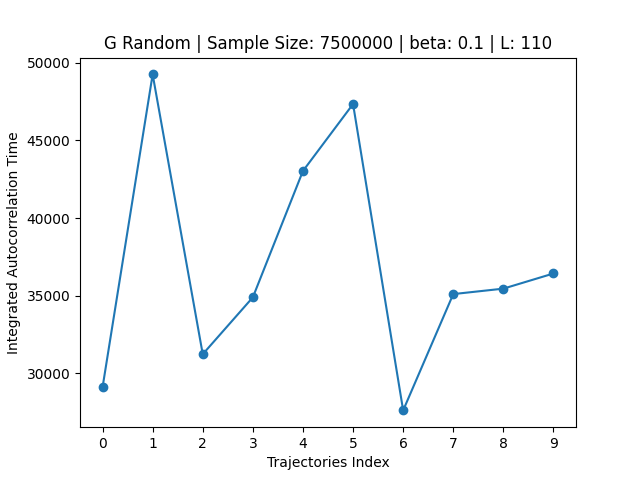 G Random | Sample Size: 7500000 | beta: 0.1 | L: 110
50000
45000
40000
35000
30000
Integrated Autocorrelation Time
0 1 2 3 4 5 6 7 8 9
Trajectories Index